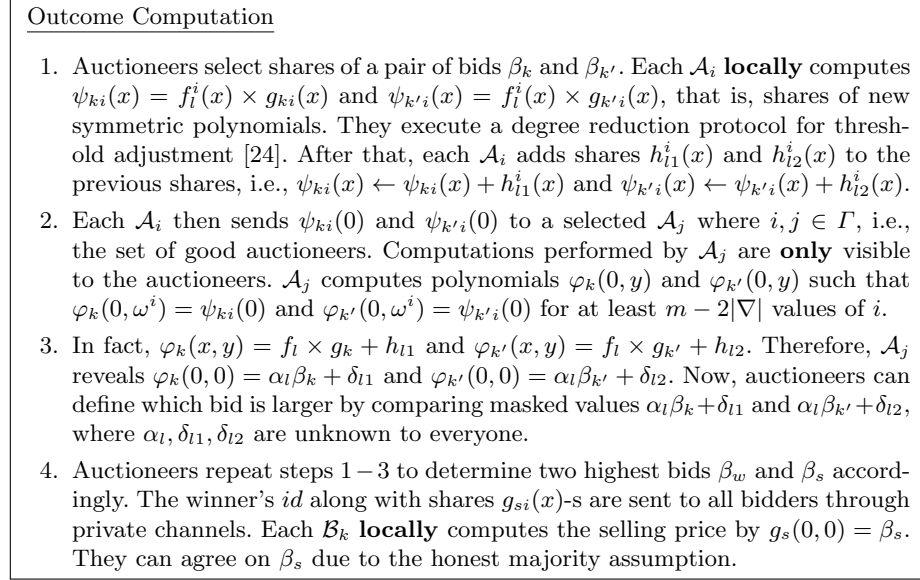 Outcome Computation
1. Auctioneers select shares of a pair of bids βₖ and βₖ′. Each 𝒜ᵢ locally computes
ψₖᵢ(x) = fₗⁱ(x) × gₖᵢ(x) and ψₖ′ᵢ(x) = fₗⁱ(x) × gₖ′ᵢ(x), that is, shares of new
symmetric polynomials. They execute a degree reduction protocol for thresh-
old adjustment [24]. After that, each 𝒜ᵢ adds shares hₗ₁ⁱ(x) and hₗ₂ⁱ(x) to the
previous shares, i.e., ψₖᵢ(x) ← ψₖᵢ(x) + hₗ₁ⁱ(x) and ψₖ′ᵢ(x) ← ψₖ′ᵢ(x) + hₗ₂ⁱ(x).
2. Each 𝒜ᵢ then sends ψₖᵢ(0) and ψₖ′ᵢ(0) to a selected 𝒜ⱼ where i, j ∈ Γ, i.e.,
the set of good auctioneers. Computations performed by 𝒜ⱼ are only visible
to the auctioneers. 𝒜ⱼ computes polynomials φₖ(0, y) and φₖ′(0, y) such that
φₖ(0, ωⁱ) = ψₖᵢ(0) and φₖ′(0, ωⁱ) = ψₖ′ᵢ(0) for at least m − 2|∇| values of i.
3. In fact, φₖ(x, y) = fₗ × gₖ + hₗ₁ and φₖ′(x, y) = fₗ × gₖ′ + hₗ₂. Therefore, 𝒜ⱼ
reveals φₖ(0, 0) = αₗβₖ + δₗ₁ and φₖ′(0, 0) = αₗβₖ′ + δₗ₂. Now, auctioneers can
define which bid is larger by comparing masked values αₗβₖ+δₗ₁ and αₗβₖ′+δₗ₂,
where αₗ, δₗ₁, δₗ₂ are unknown to everyone.
4. Auctioneers repeat steps 1−3 to determine two highest bids β_w and βₛ accord-
ingly. The winner's id along with shares gₛᵢ(x)-s are sent to all bidders through
private channels. Each ℬₖ locally computes the selling price by gₛ(0, 0) = βₛ.
They can agree on βₛ due to the honest majority assumption.